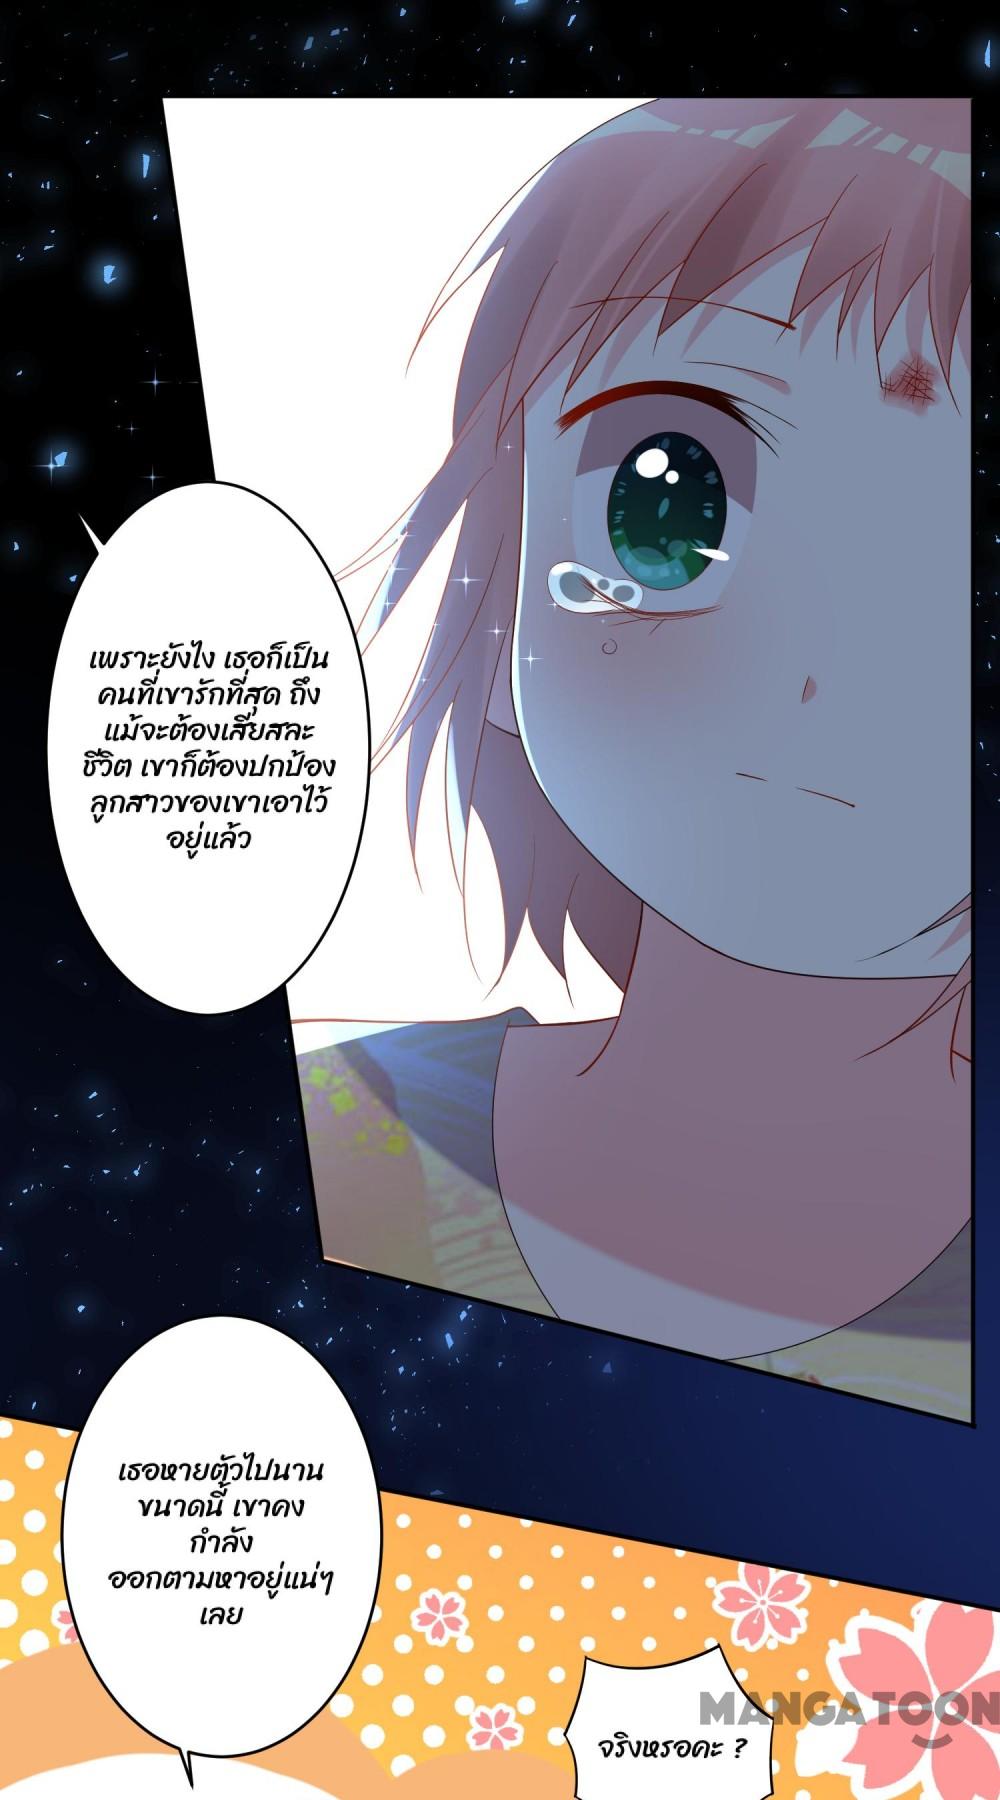 เพราะยังไง เธอก็เป็น
คนที่เขารักที่สุด ถึง
แม้จะต้องเสียสละ
ชีวิต เขาก็ต้องปกป้อง
ลูกสาวของเขาเอาไว้
อยู่แล้ว
เธอหายตัวไปนาน
ขนาดนี้ เขาคง
กำลัง
ออกตามหาอยู่แน่ๆ
เลย
จริงหรอคะ ?
MANGATOON